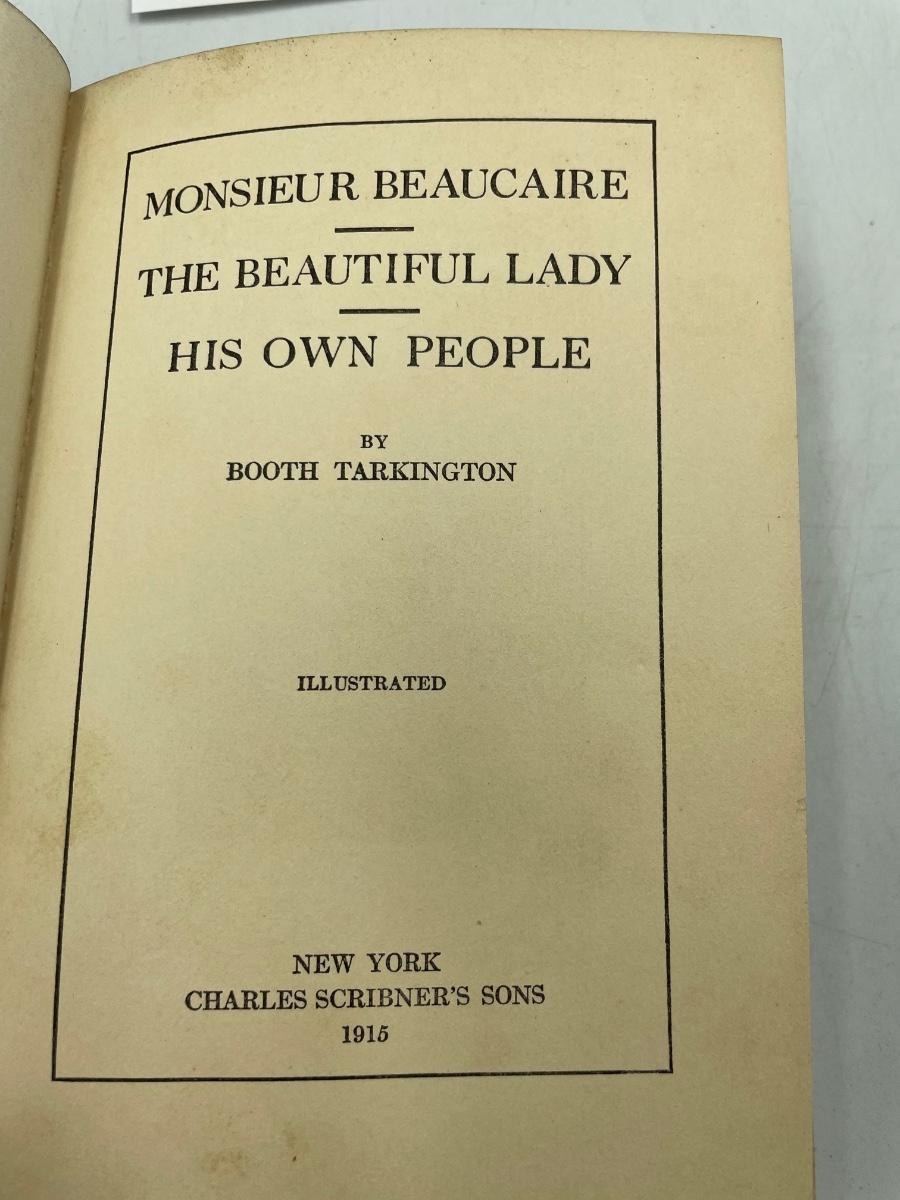 MONSIEUR BEAUCAIRE
THE BEAUTIFUL LADY
HIS OWN PEOPLE
BY
BOOTH TARKINGTON
ILLUSTRATED
NEW YORK
CHARLES SCRIBNER'S SONS
1915